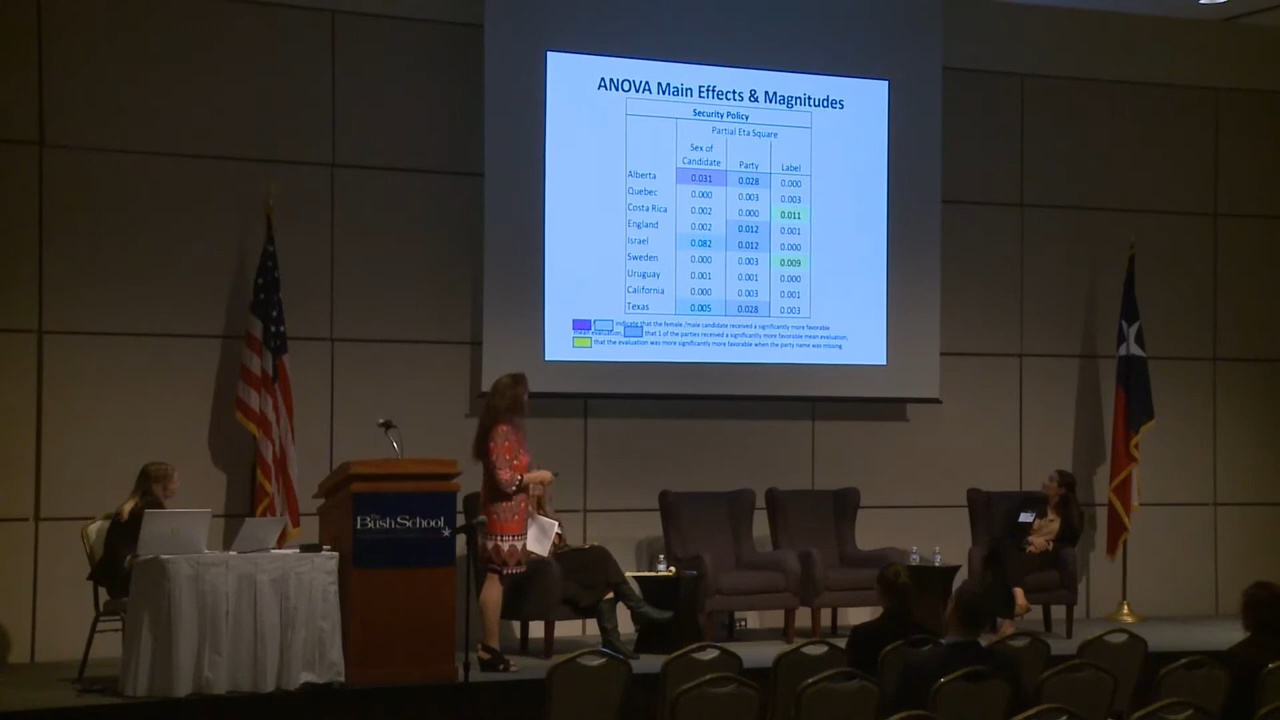 ANOVA Main Effects & Magnitudes
Security Policy
Partial Eta Square
Sex of Candidate Party Label
Alberta 0.031 0.028 0.000
Quebec 0.000 0.003 0.003
Costa Rica 0.002 0.000 0.011
England 0.002 0.012 0.001
Israel 0.082 0.012 0.000
Sweden 0.000 0.003 0.009
Uruguay 0.001 0.001 0.000
California 0.000 0.003 0.001
Texas 0.005 0.028 0.003
indicate that the female /male candidate received a significantly more favorable
mean evaluation, that 1 of the parties received a significantly more favorable mean evaluation,
that the evaluation was more significantly more favorable when the party name was missing.
The
Bush School